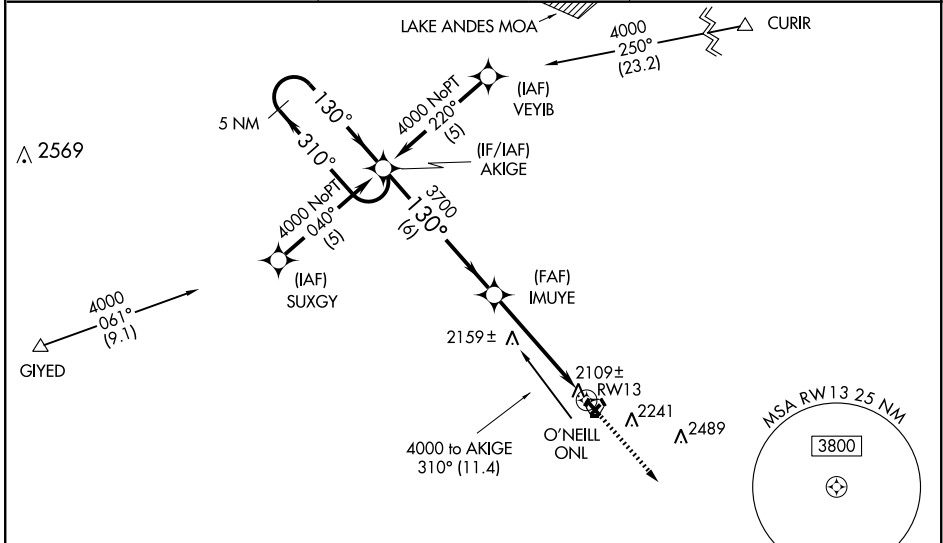 LAKE ANDES MOA
CURIR
4000
250°
(23.2)
(IAF)
VEYIB
4000 NoPT
220°
(5)
130°
5 NM
310°
2569
(IF/IAF)
AKIGE
4000 NoPT
040°
(5)
3700
130°
(6)
(IAF)
SUXGY
(FAF)
IMUYE
4000
061°
(9.1)
GIYED
2159±
2109±
RW13
2241
2489
O'NEILL
ONL
4000 to AKIGE
310° (11.4)
MSA RW13 25 NM
3800